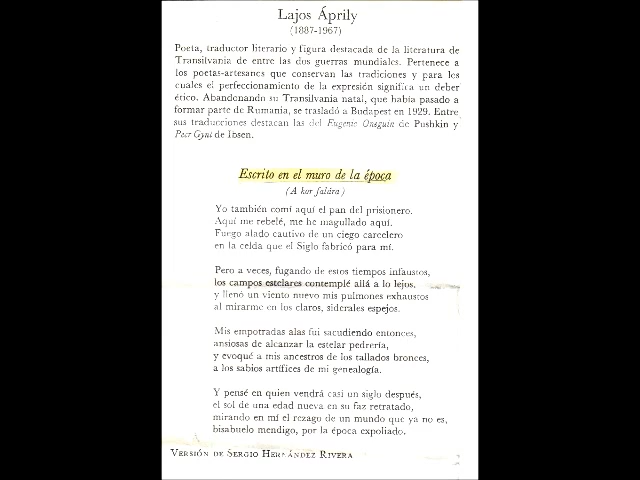 Lajos Áprily
(1887-1967)
Poeta, traductor literario y figura destacada de la literatura de
Transilvania de entre las dos guerras mundiales. Pertenece a
los poetas-artesanos que conservan las tradiciones y para les
cuales el perfeccionamiento de la expresión significa un deber
ético. Abandonando su Transilvania natal, que había pasado a
formar parte de Rumania, se trasladó a Budapest en 1929. Entre
sus traducciones destacan las del Eugenio Oneguin de Pushkin y
Peer Gynt de Ibsen.
Escrito en el muro de la época
(A kor falára)
Yo también comí aquí el pan del prisionero.
Aquí me rebelé, me he magullado aquí.
Fuego alado cautivo de un ciego carcelero
en la celda que el Siglo fabricó para mí.
Pero a veces, fugando de estos tiempos infaustos,
los campos estelares contemplé allá a lo lejos,
y llenó un viento nuevo mis pulmones exhaustos
al mirarme en los claros, siderales espejos.
Mis empotradas alas fui sacudiendo entonces,
ansiosas de alcanzar la estelar pedrería,
y evoqué a mis ancestros de los tallados bronces,
a los sabios artífices de mi genealogía.
Y pensé en quien vendrá casi un siglo después,
el sol de una edad nueva en su faz retratado,
mirando en mí el rezago de un mundo que ya no es,
bisabuelo mendigo, por la época expoliado.
Versión de Sergio Hernández Rivera